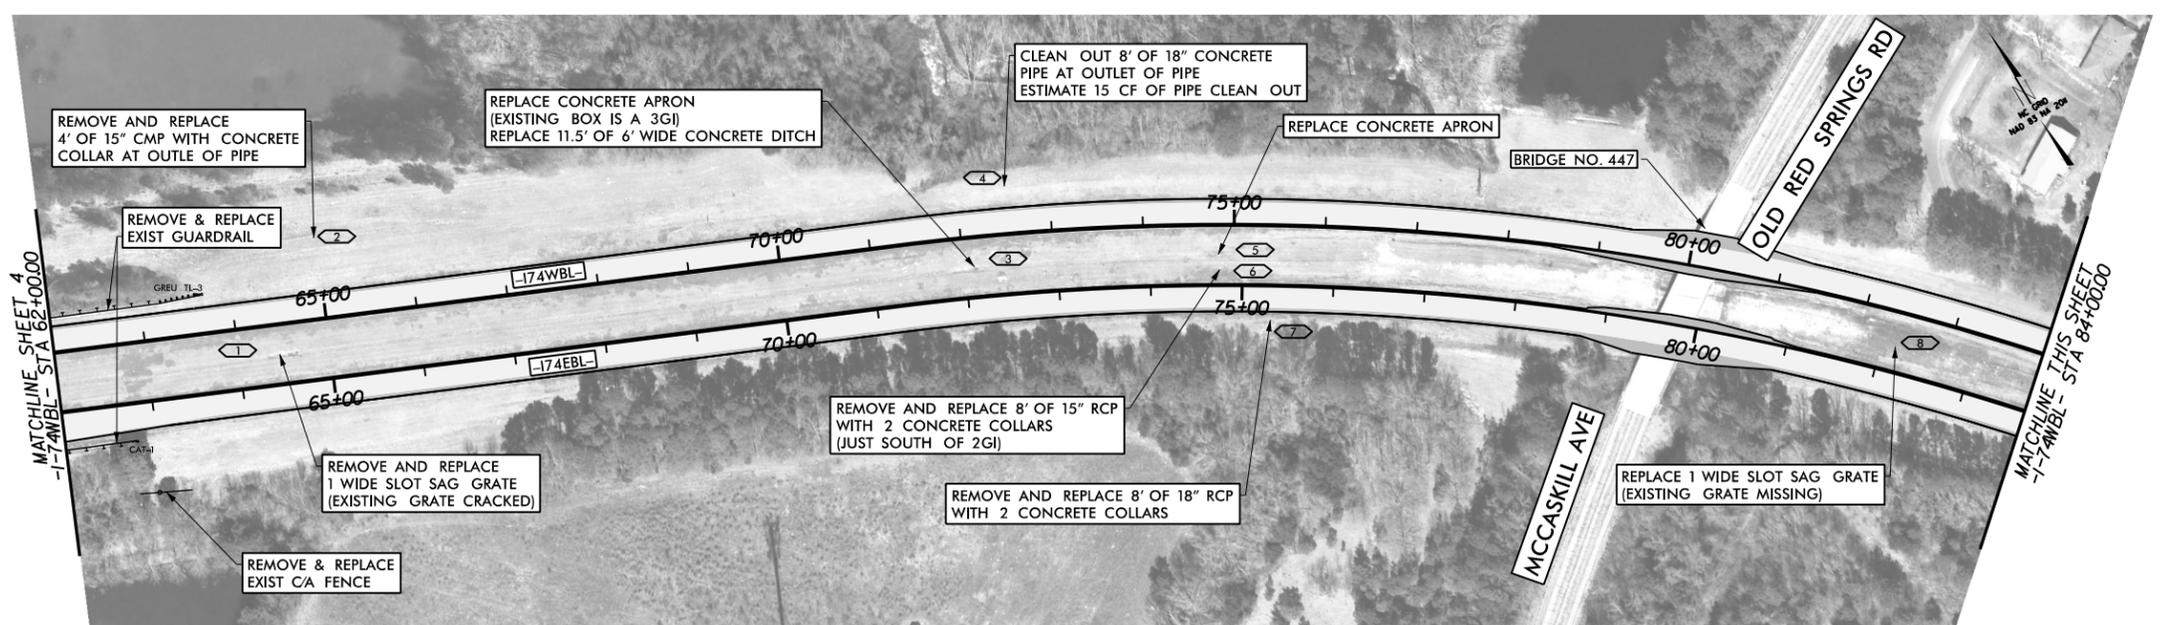 CLEAN OUT 8' OF 18" CONCRETE
PIPE AT OUTLET OF PIPE
ESTIMATE 15 CF OF PIPE CLEAN OUT
REPLACE CONCRETE APRON
(EXISTING BOX IS A 3GI)
REPLACE 11.5' OF 6' WIDE CONCRETE DITCH
REMOVE AND REPLACE
4' OF 15" CMP WITH CONCRETE
COLLAR AT OUTLE OF PIPE
REPLACE CONCRETE APRON
BRIDGE NO. 447
OLD RED SPRINGS RD
NC GRID
REMOVE & REPLACE
EXIST GUARDRAIL
2
4
3
5
6
7
1
8
75+00
70+00
65+00
80+00
-I74WBL-
GREU TL-3
75+00
70+00
65+00
80+00
-I74EBL-
CAT-1
MATCHLINE SHEET 4
-I-74WBL- STA 62+00.00
MATCHLINE THIS SHEET
-I-74WBL- STA 84+00.00
REMOVE AND REPLACE 8' OF 15" RCP
WITH 2 CONCRETE COLLARS
(JUST SOUTH OF 2GI)
REMOVE AND REPLACE
1 WIDE SLOT SAG GRATE
(EXISTING GRATE CRACKED)
REMOVE AND REPLACE 8' OF 18" RCP
WITH 2 CONCRETE COLLARS
REPLACE 1 WIDE SLOT SAG GRATE
(EXISTING GRATE MISSING)
MCCASKILL AVE
REMOVE & REPLACE
EXIST C/A FENCE